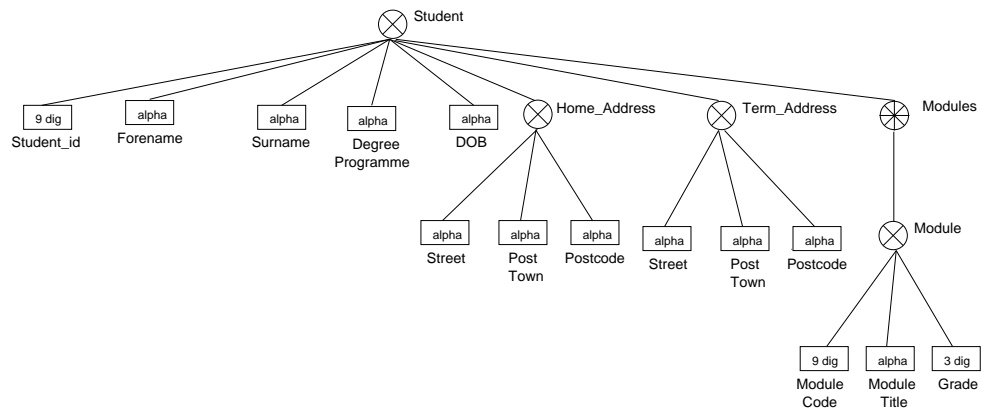 Student
9 dig
Student_id
alpha
Forename
alpha
Surname
alpha
Degree
Programme
alpha
DOB
Home_Address
Term_Address
Modules
alpha
Street
alpha
Post
Town
alpha
Postcode
alpha
Street
alpha
Post
Town
alpha
Postcode
Module
9 dig
Module
Code
alpha
Module
Title
3 dig
Grade